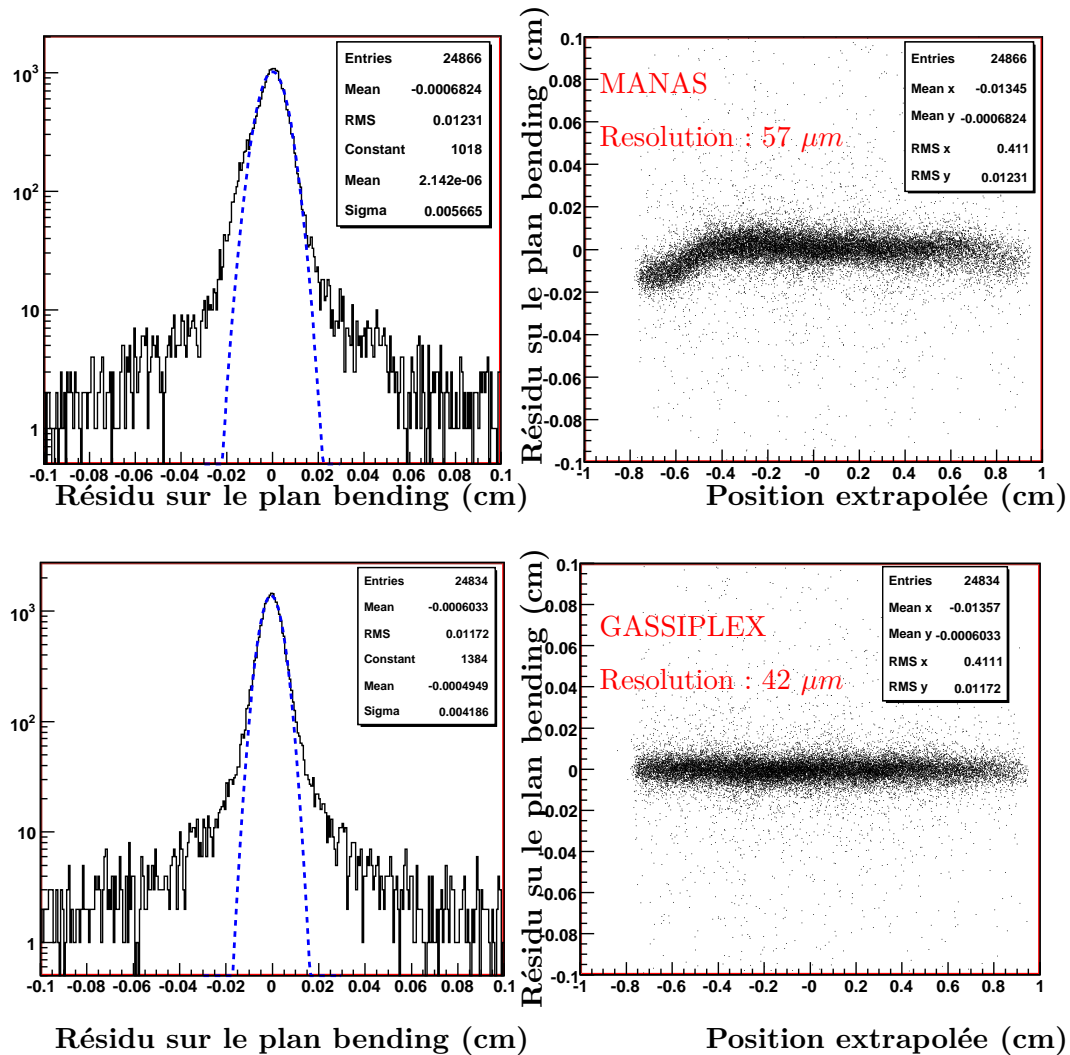 10^3
10^2
10
1
-0.1 -0.08 -0.06 -0.04 -0.02 0 0.02 0.04 0.06 0.08 0.1
Résidu sur le plan bending (cm)
Entries 24866
Mean -0.0006824
RMS 0.01231
Constant 1018
Mean 2.142e-06
Sigma 0.005665
Résidu su le plan bending (cm)
0.1
0.08
0.06
0.04
0.02
0
-0.02
-0.04
-0.06
-0.08
-0.1
-1 -0.8 -0.6 -0.4 -0.2 -0 0.2 0.4 0.6 0.8 1
Position extrapolée (cm)
MANAS
Resolution : 57 μm
Entries 24866
Mean x -0.01345
Mean y -0.0006824
RMS x 0.411
RMS y 0.01231
10^3
10^2
10
1
-0.1 -0.08 -0.06 -0.04 -0.02 0 0.02 0.04 0.06 0.08 0.1
Résidu sur le plan bending (cm)
Entries 24834
Mean -0.0006033
RMS 0.01172
Constant 1384
Mean -0.0004949
Sigma 0.004186
Résidu su le plan bending (cm)
0.1
0.08
0.06
0.04
0.02
0
-0.02
-0.04
-0.06
-0.08
-0.1
-1 -0.8 -0.6 -0.4 -0.2 -0 0.2 0.4 0.6 0.8 1
Position extrapolée (cm)
GASSIPLEX
Resolution : 42 μm
Entries 24834
Mean x -0.01357
Mean y -0.0006033
RMS x 0.4111
RMS y 0.01172